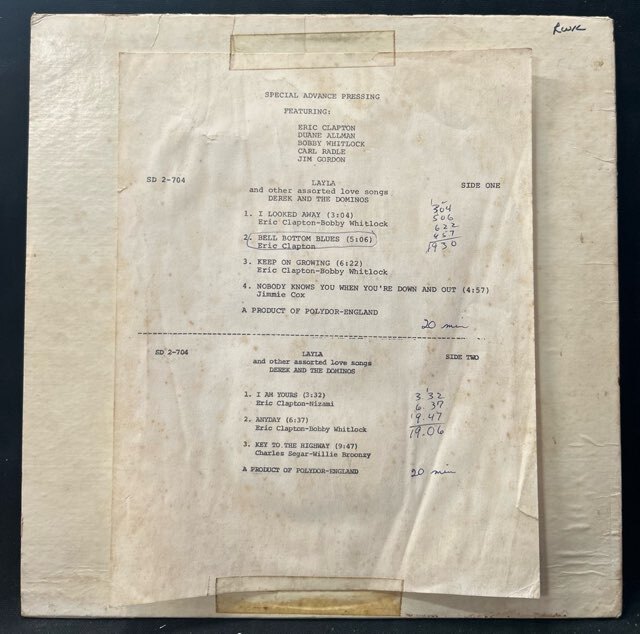 RWK
SPECIAL ADVANCE PRESSING
FEATURING:
ERIC CLAPTON
DUANE ALLMAN
BOBBY WHITLOCK
CARL RADLE
JIM GORDON
SD 2-704 LAYLA SIDE ONE
and other assorted love songs
DEREK AND THE DOMINOS
1. I LOOKED AWAY (3:04) 304
Eric Clapton-Bobby Whitlock 506
2. BELL BOTTOM BLUES (5:06) 622
Eric Clapton 457
1930
3. KEEP ON GROWING (6:22)
Eric Clapton-Bobby Whitlock
4. NOBODY KNOWS YOU WHEN YOU'RE DOWN AND OUT (4:57)
Jimmie Cox
A PRODUCT OF POLYDOR-ENGLAND
20 min
SD 2-704 LAYLA SIDE TWO
and other assorted love songs
DEREK AND THE DOMINOS
1. I AM YOURS (3:32) 3.32
Eric Clapton-Nizami 6.37
2. ANYDAY (6:37) 9.47
Eric Clapton-Bobby Whitlock 19.06
3. KEY TO THE HIGHWAY (9:47)
Charles Segar-Willie Broonzy
A PRODUCT OF POLYDOR-ENGLAND 20 min